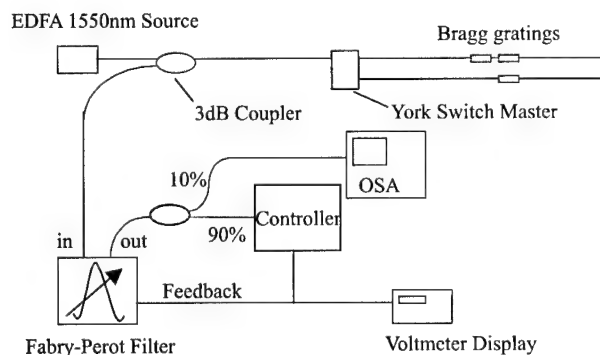 EDFA 1550nm Source
Bragg gratings
3dB Coupler
York Switch Master
10%
OSA
in
out
90%
Controller
Feedback
Fabry-Perot Filter
Voltmeter Display